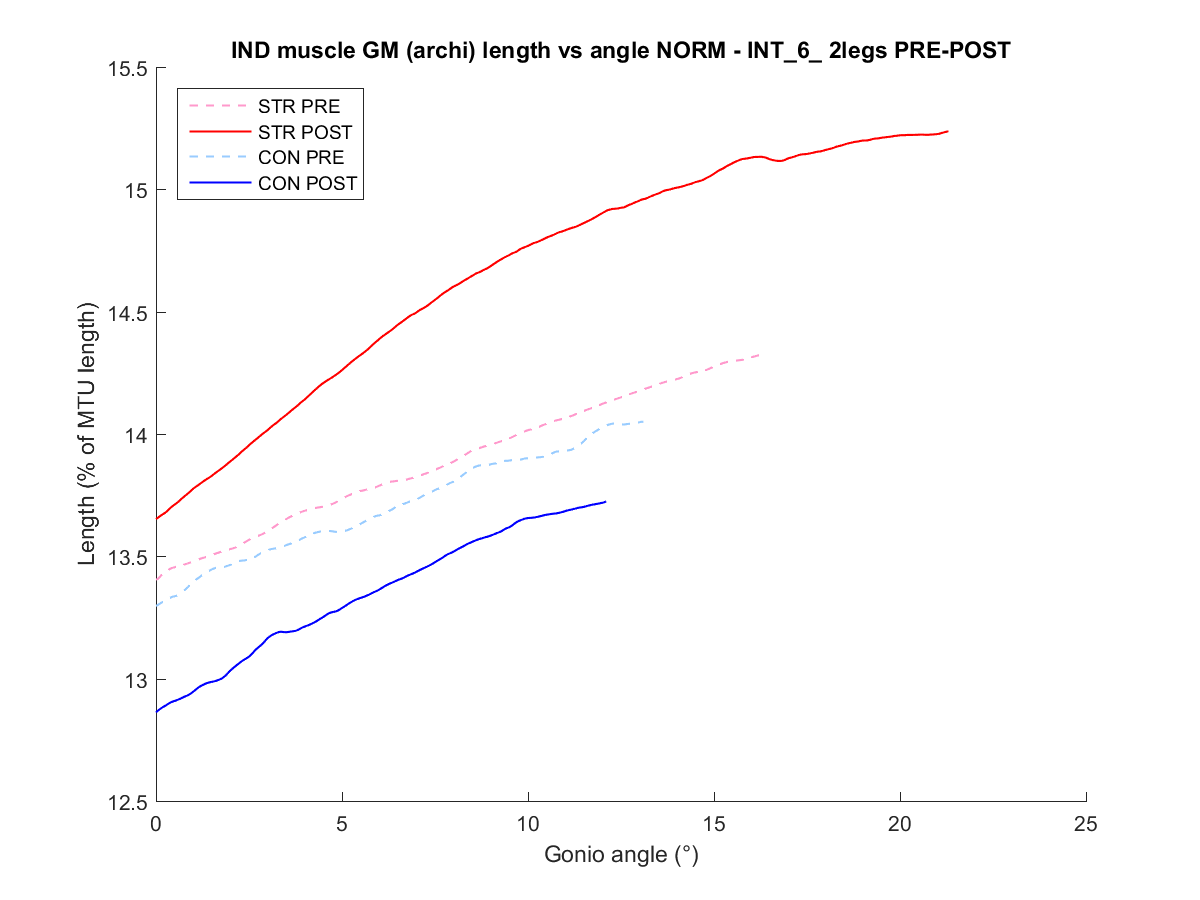 IND muscle GM (archi) length vs angle NORM - INT_6_ 2legs PRE-POST
15.5
15
14.5
14
13.5
13
12.5
Length (% of MTU length)
STR PRE
STR POST
CON PRE
CON POST
0 5 10 15 20 25
Gonio angle (°)